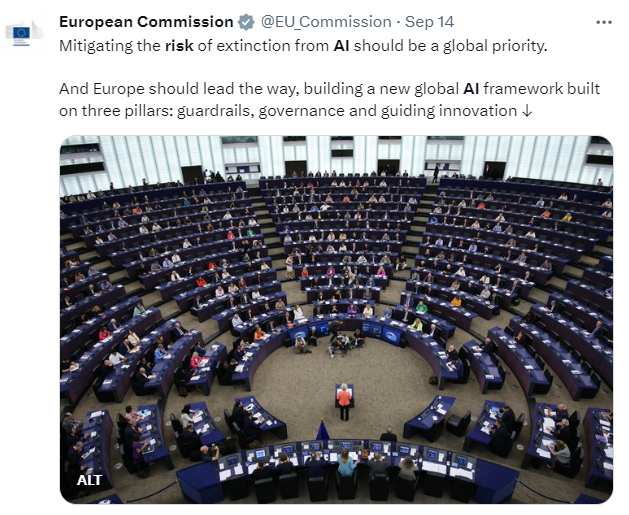 European Commission @EU_Commission · Sep 14
Mitigating the risk of extinction from AI should be a global priority.
And Europe should lead the way, building a new global AI framework built
on three pillars: guardrails, governance and guiding innovation ↓
ALT